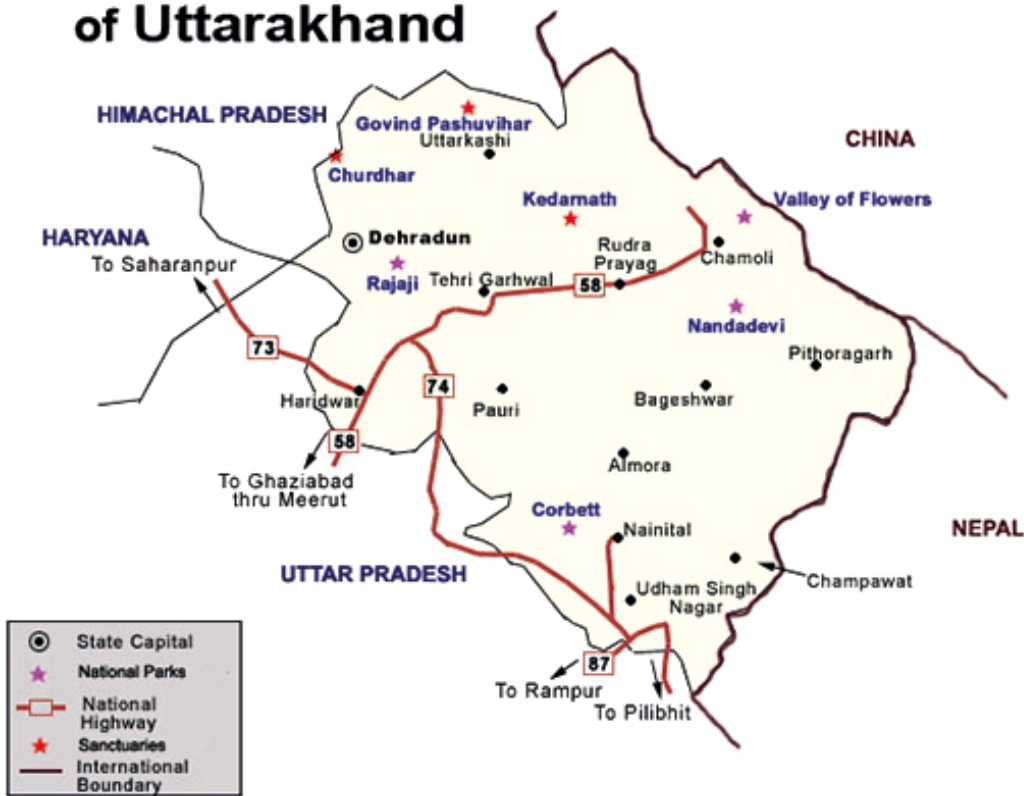 of Uttarakhand
HIMACHAL PRADESH
Govind Pashuvihar
Uttarkashi
CHINA
Churdhar
Kedarnath
Valley of Flowers
HARYANA
Dehradun
To Saharanpur
Rudra
Prayag
Chamoli
Rajaji
Tehri Garhwal
58
Nandadevi
73
Pithoragarh
74
Haridwar
Pauri
Bageshwar
58
To Ghaziabad
thru Meerut
Almora
Corbett
Nainital
NEPAL
UTTAR PRADESH
Champawat
Udham Singh
Nagar
87
To Rampur
To Pilibhit
State Capital
National Parks
National
Highway
Sanctuaries
International
Boundary